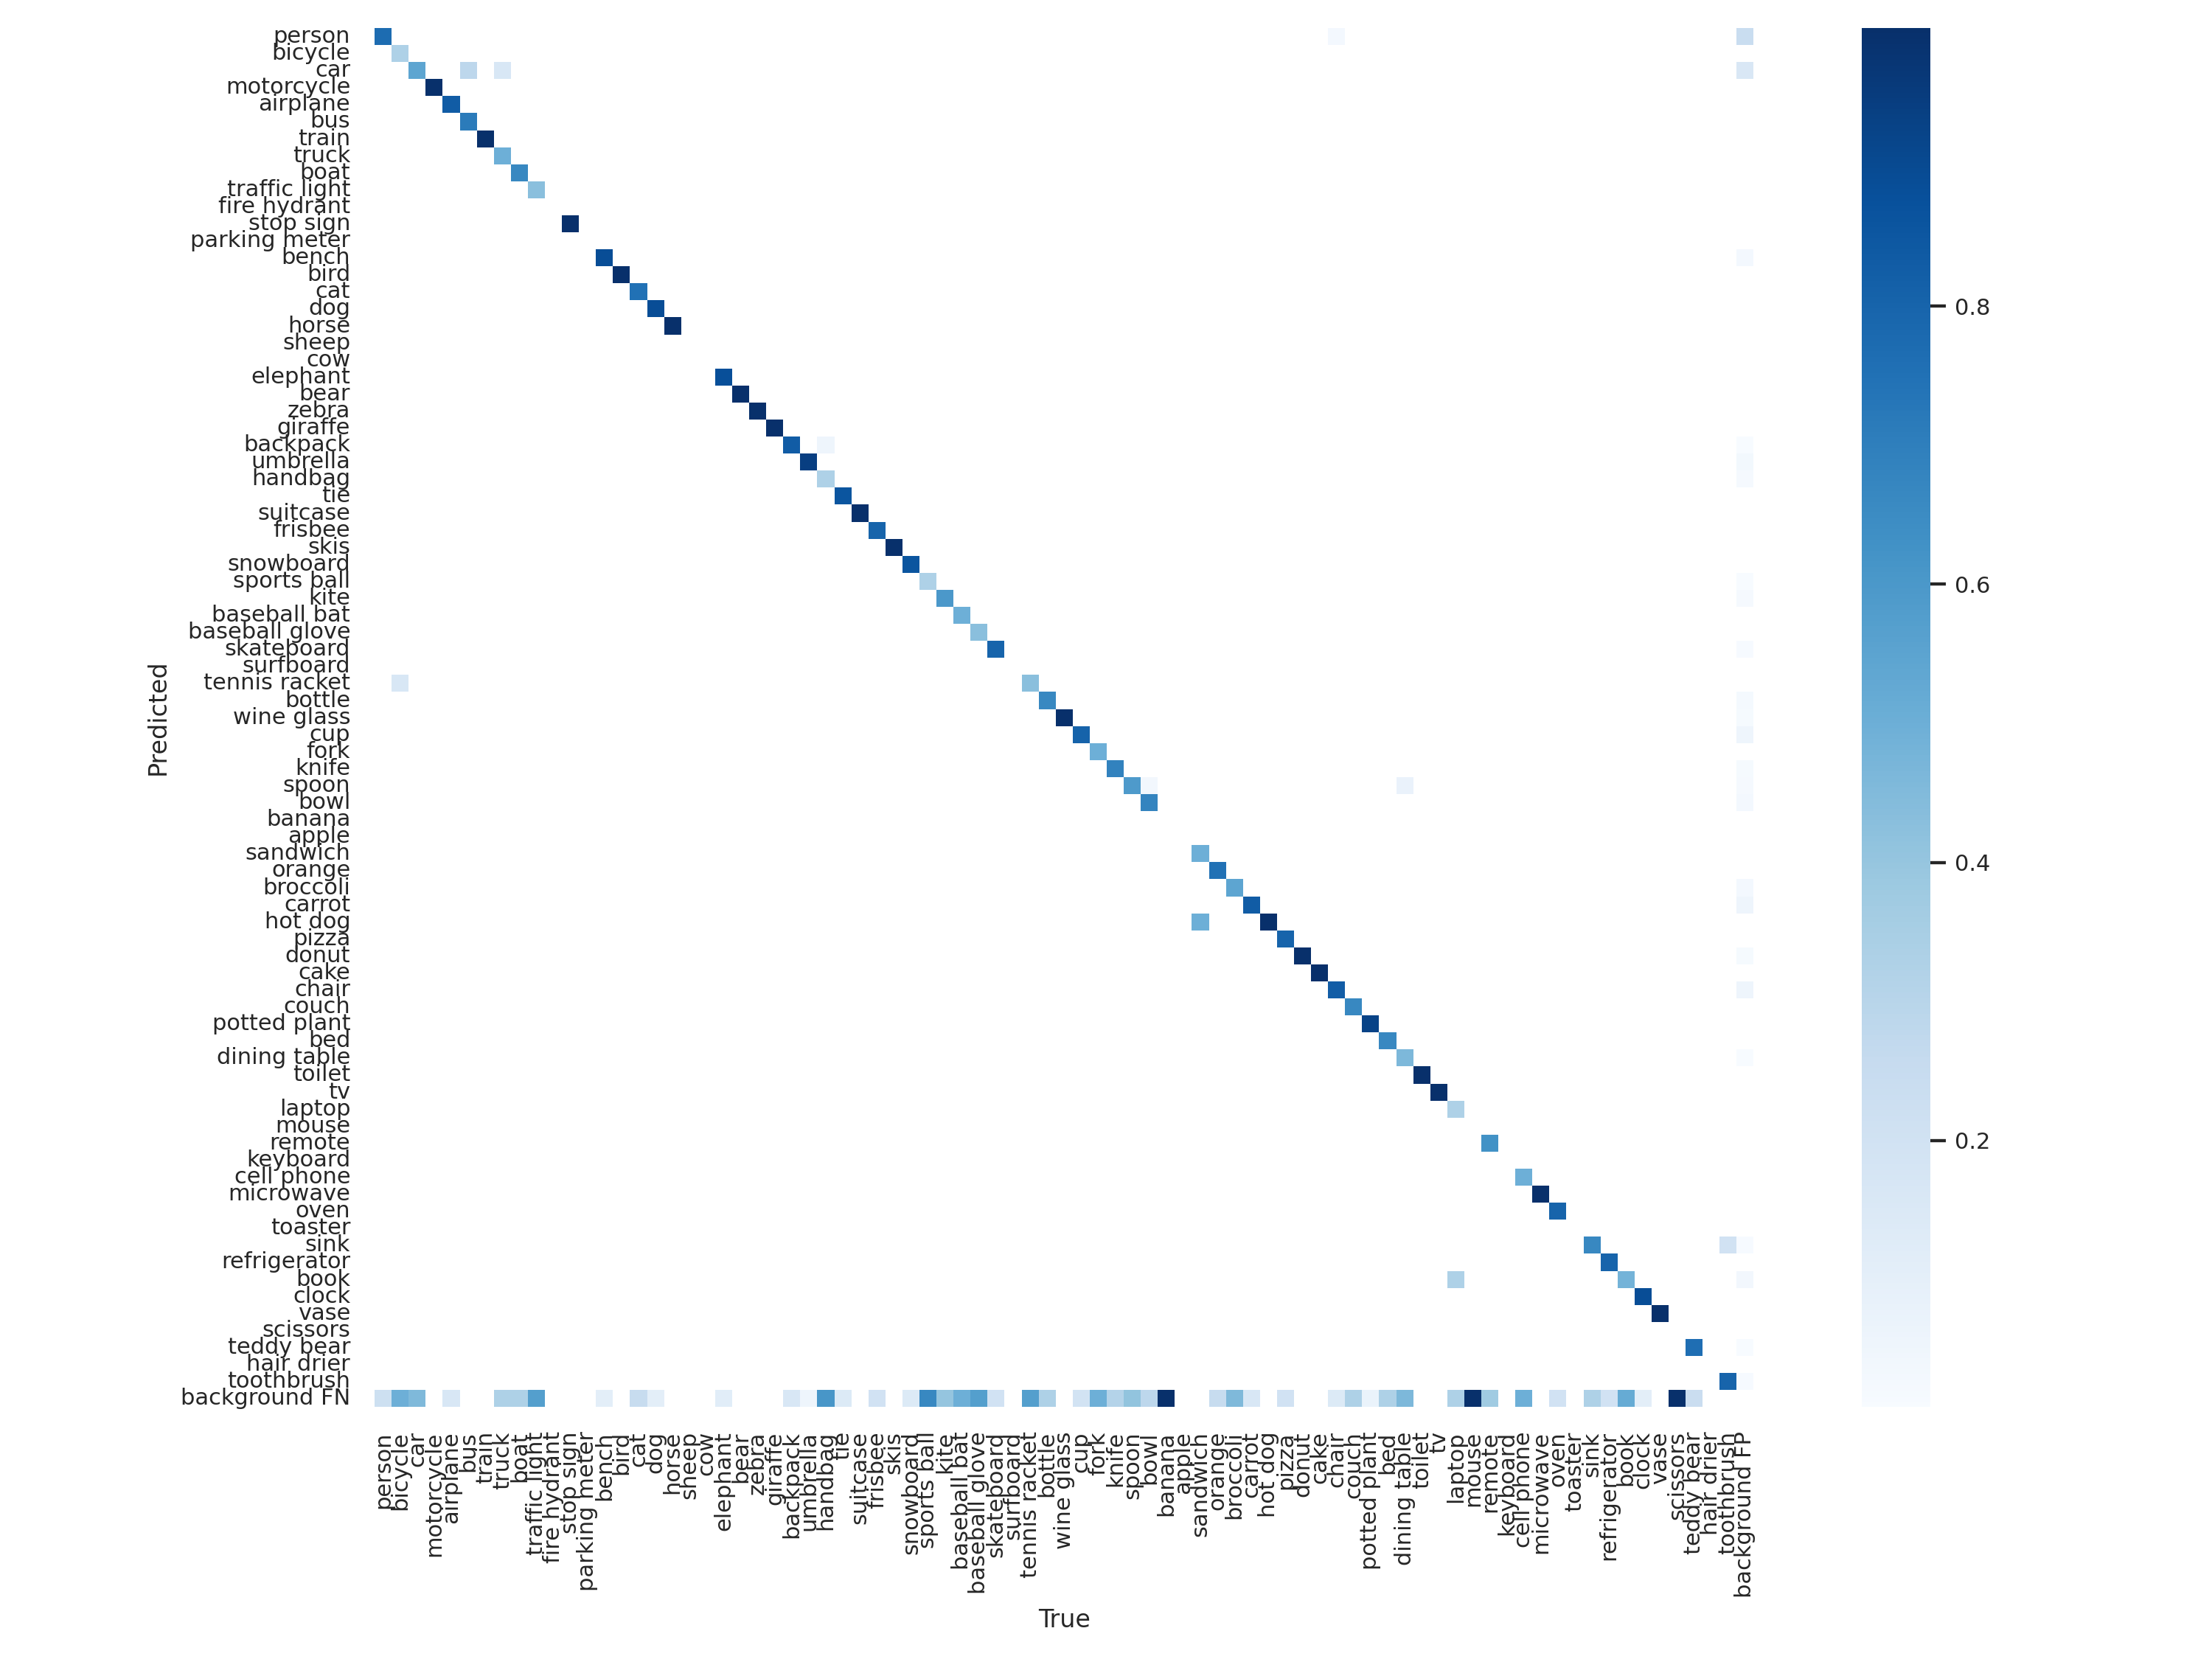 person
bicycle
car
motorcycle
airplane
bus
train
truck
boat
traffic light
fire hydrant
stop sign
parking meter
bench
bird
cat
dog
horse
sheep
cow
elephant
bear
zebra
giraffe
backpack
umbrella
handbag
tie
suitcase
frisbee
skis
snowboard
sports ball
kite
baseball bat
baseball glove
skateboard
surfboard
tennis racket
bottle
wine glass
cup
fork
knife
spoon
bowl
banana
apple
sandwich
orange
broccoli
carrot
hot dog
pizza
donut
cake
chair
couch
potted plant
bed
dining table
toilet
tv
laptop
mouse
remote
keyboard
cell phone
microwave
oven
toaster
sink
refrigerator
book
clock
vase
scissors
teddy bear
hair drier
toothbrush
background FN
Predicted
person
bicycle
car
motorcycle
airplane
bus
train
truck
boat
traffic light
fire hydrant
stop sign
parking meter
bench
bird
cat
dog
horse
sheep
cow
elephant
bear
zebra
giraffe
backpack
umbrella
handbag
tie
suitcase
frisbee
skis
snowboard
sports ball
kite
baseball bat
baseball glove
skateboard
surfboard
tennis racket
bottle
wine glass
cup
fork
knife
spoon
bowl
banana
apple
sandwich
orange
broccoli
carrot
hot dog
pizza
donut
cake
chair
couch
potted plant
bed
dining table
toilet
tv
laptop
mouse
remote
keyboard
cell phone
microwave
oven
toaster
sink
refrigerator
book
clock
vase
scissors
teddy bear
hair drier
toothbrush
background FP
True
0.8
0.6
0.4
0.2